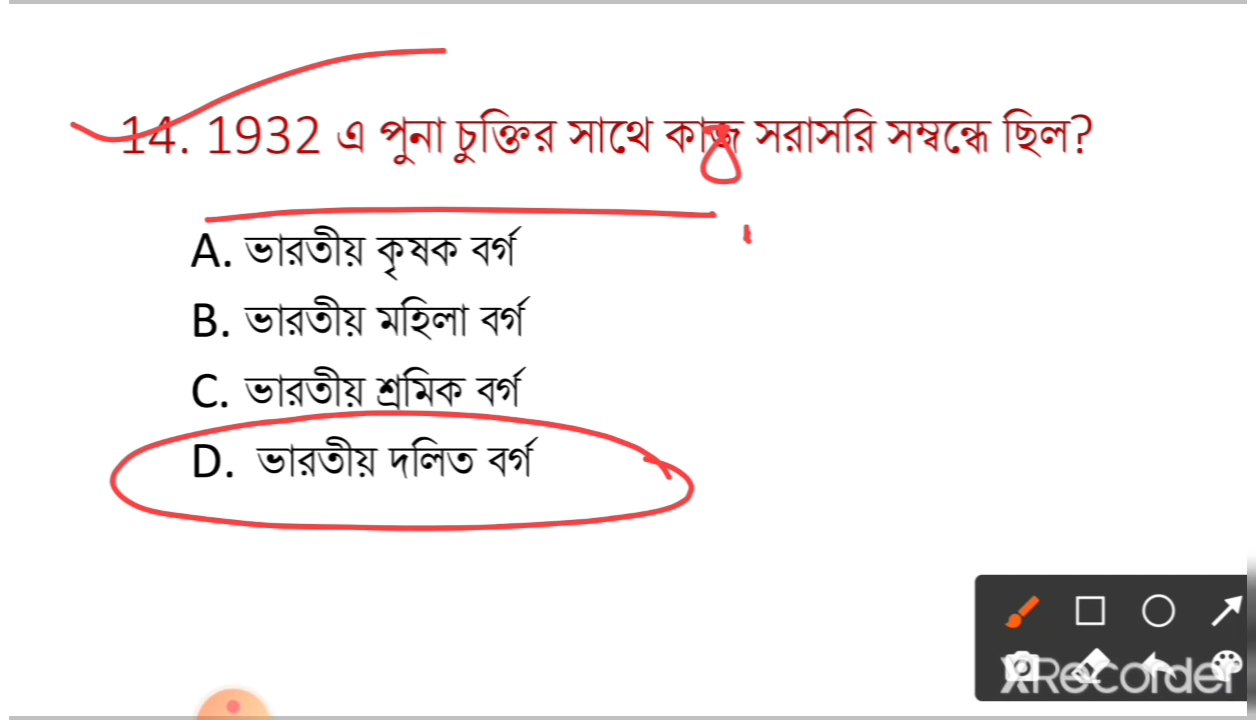 14. 1932 এ পুনা চুক্তির সাথে কাজ সরাসরি সম্বন্ধে ছিল?
A. ভারতীয় কৃষক বর্গ
B. ভারতীয় মহিলা বর্গ
C. ভারতীয় শ্রমিক বর্গ
D. ভারতীয় দলিত বর্গ
XRecorder